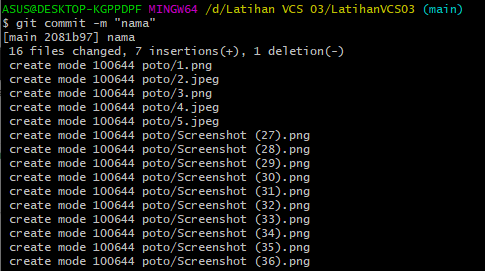 ASUS@DESKTOP-KGPPDPF MINGW64 /d/Latihan VCS 03/LatihanVCS03 (main)
$ git commit -m "nama"
[main 2081b97] nama
 16 files changed, 7 insertions(+), 1 deletion(-)
 create mode 100644 poto/1.png
 create mode 100644 poto/2.jpeg
 create mode 100644 poto/3.png
 create mode 100644 poto/4.jpeg
 create mode 100644 poto/5.jpeg
 create mode 100644 poto/Screenshot (27).png
 create mode 100644 poto/Screenshot (28).png
 create mode 100644 poto/Screenshot (29).png
 create mode 100644 poto/Screenshot (30).png
 create mode 100644 poto/Screenshot (31).png
 create mode 100644 poto/Screenshot (32).png
 create mode 100644 poto/Screenshot (33).png
 create mode 100644 poto/Screenshot (34).png
 create mode 100644 poto/Screenshot (35).png
 create mode 100644 poto/Screenshot (36).png